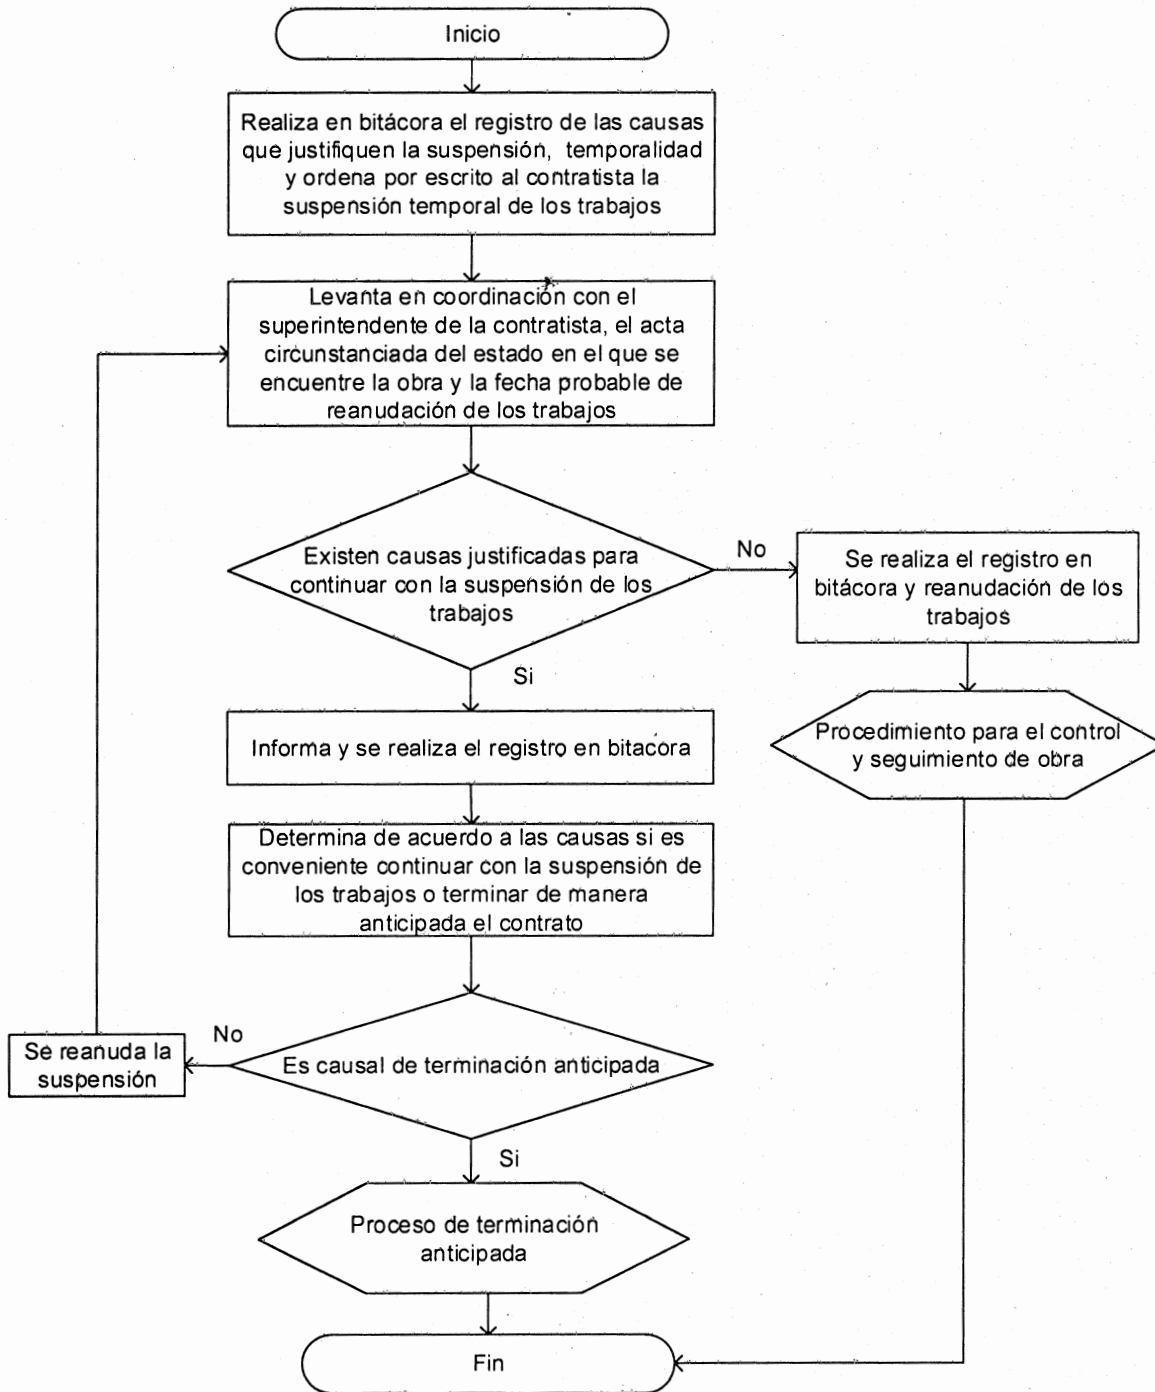 Inicio
Realiza en bitácora el registro de las causas
que justifiquen la suspensión, temporalidad
y ordena por escrito al contratista la
suspensión temporal de los trabajos
Levanta en coordinación con el
superintendente de la contratista, el acta
circunstanciada del estado en el que se
encuentre la obra y la fecha probable de
reanudación de los trabajos
Existen causas justificadas para
continuar con la suspensión de los
trabajos
No
Se realiza el registro en
bitácora y reanudación de los
trabajos
Si
Procedimiento para el control
y seguimiento de obra
Informa y se realiza el registro en bitacora
Determina de acuerdo a las causas si es
conveniente continuar con la suspensión de
los trabajos o terminar de manera
anticipada el contrato
No
Se reanuda la
suspensión
Es causal de terminación anticipada
Si
Proceso de terminación
anticipada
Fin